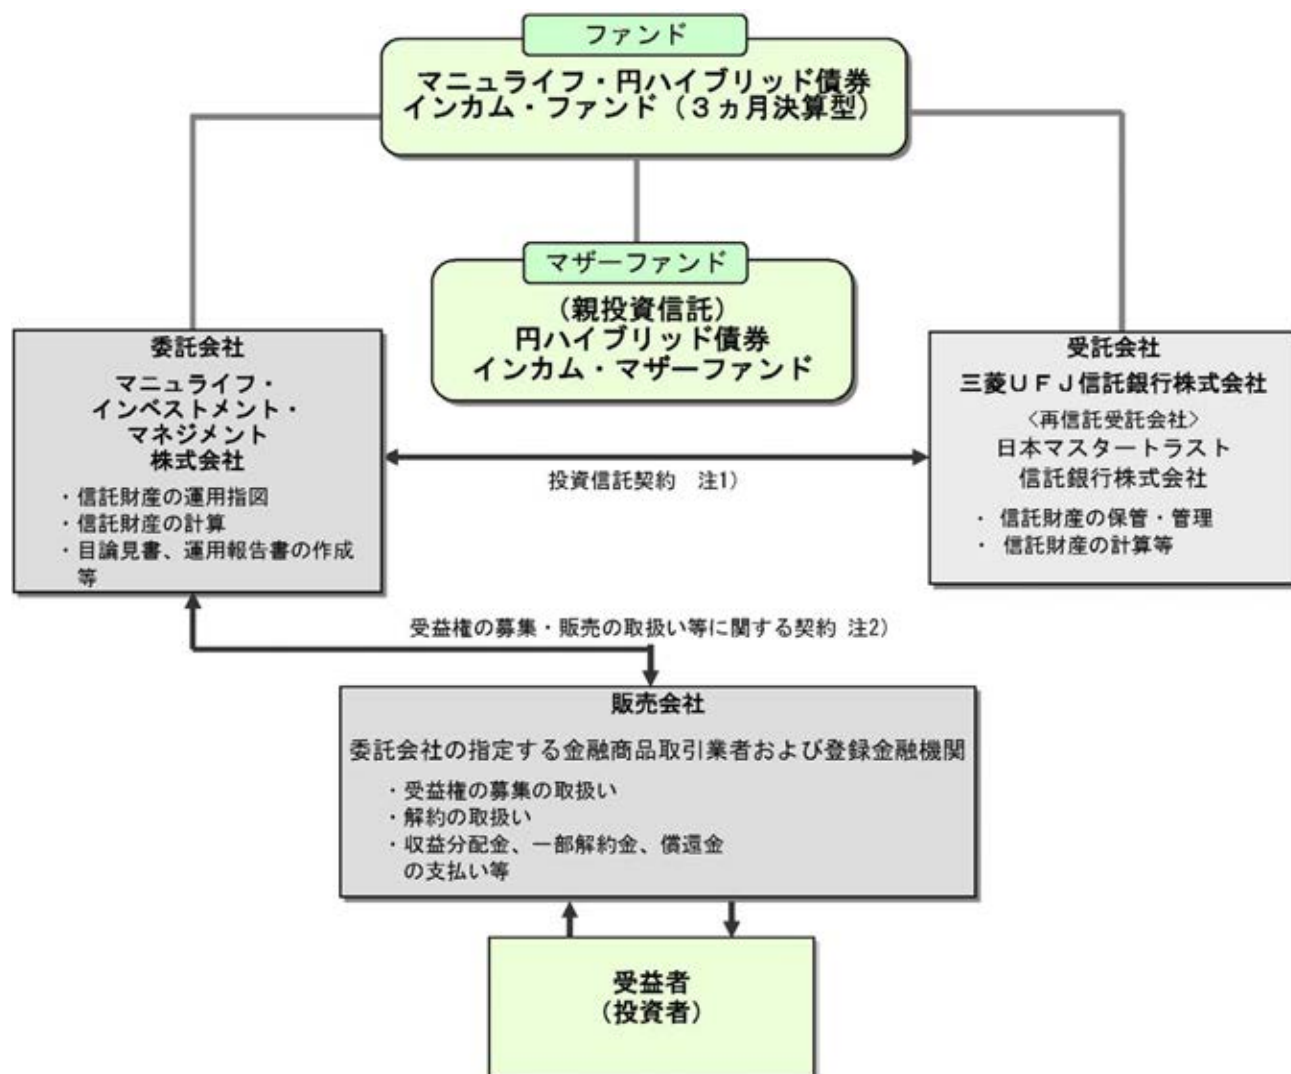 ファンド
マニュライフ・円ハイブリッド債券
インカム・ファンド（３ヵ月決算型）
マザーファンド
（親投資信託）
円ハイブリッド債券
インカム・マザーファンド
委託会社
マニュライフ・
インベストメント・
マネジメント
株式会社
・信託財産の運用指図
・信託財産の計算
・目論見書、運用報告書の作成
等
受託会社
三菱ＵＦＪ信託銀行株式会社
〈再信託受託会社〉
日本マスタートラスト
信託銀行株式会社
・ 信託財産の保管・管理
・ 信託財産の計算等
投資信託契約　注1）
受益権の募集・販売の取扱い等に関する契約 注2）
販売会社
委託会社の指定する金融商品取引業者および登録金融機関
・受益権の募集の取扱い
・解約の取扱い
・収益分配金、一部解約金、償還金
の支払い等
受益者
（投資者）